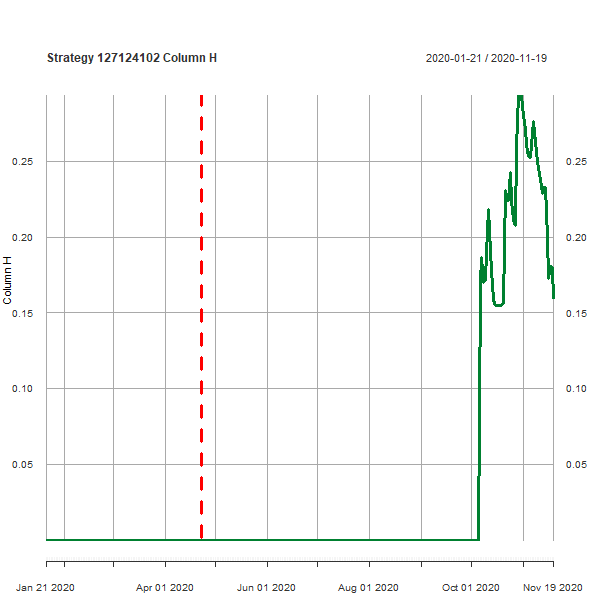 Strategy 127124102 Column H
2020-01-21 / 2020-11-19
0.25
0.25
0.20
0.20
Column H
0.15
0.15
0.10
0.10
0.05
0.05
Jan 21 2020
Apr 01 2020
Jun 01 2020
Aug 01 2020
Oct 01 2020
Nov 19 2020